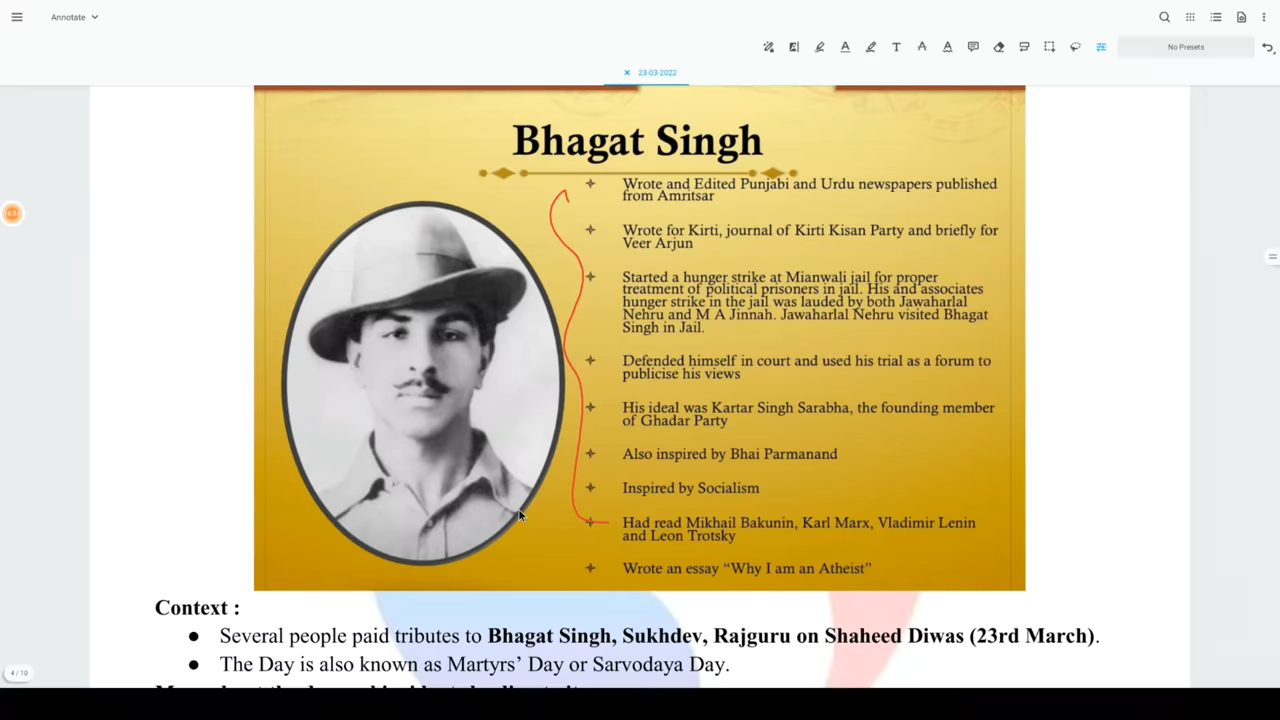 Annotate
No Presets
23-03-2022
Bhagat Singh
Wrote and Edited Punjabi and Urdu newspapers published
from Amritsar
Wrote for Kirti, journal of Kirti Kisan Party and briefly for
Veer Arjun
Started a hunger strike at Mianwali jail for proper
treatment of political prisoners in jail. His and associates
hunger strike in the jail was lauded by both Jawaharlal
Nehru and M A Jinnah. Jawaharlal Nehru visited Bhagat
Singh in Jail.
Defended himself in court and used his trial as a forum to
publicise his views
His ideal was Kartar Singh Sarabha, the founding member
of Ghadar Party
Also inspired by Bhai Parmanand
Inspired by Socialism
Had read Mikhail Bakunin, Karl Marx, Vladimir Lenin
and Leon Trotsky
Wrote an essay “Why I am an Atheist”
Context :
● Several people paid tributes to Bhagat Singh, Sukhdev, Rajguru on Shaheed Diwas (23rd March).
● The Day is also known as Martyrs’ Day or Sarvodaya Day.
4 / 19